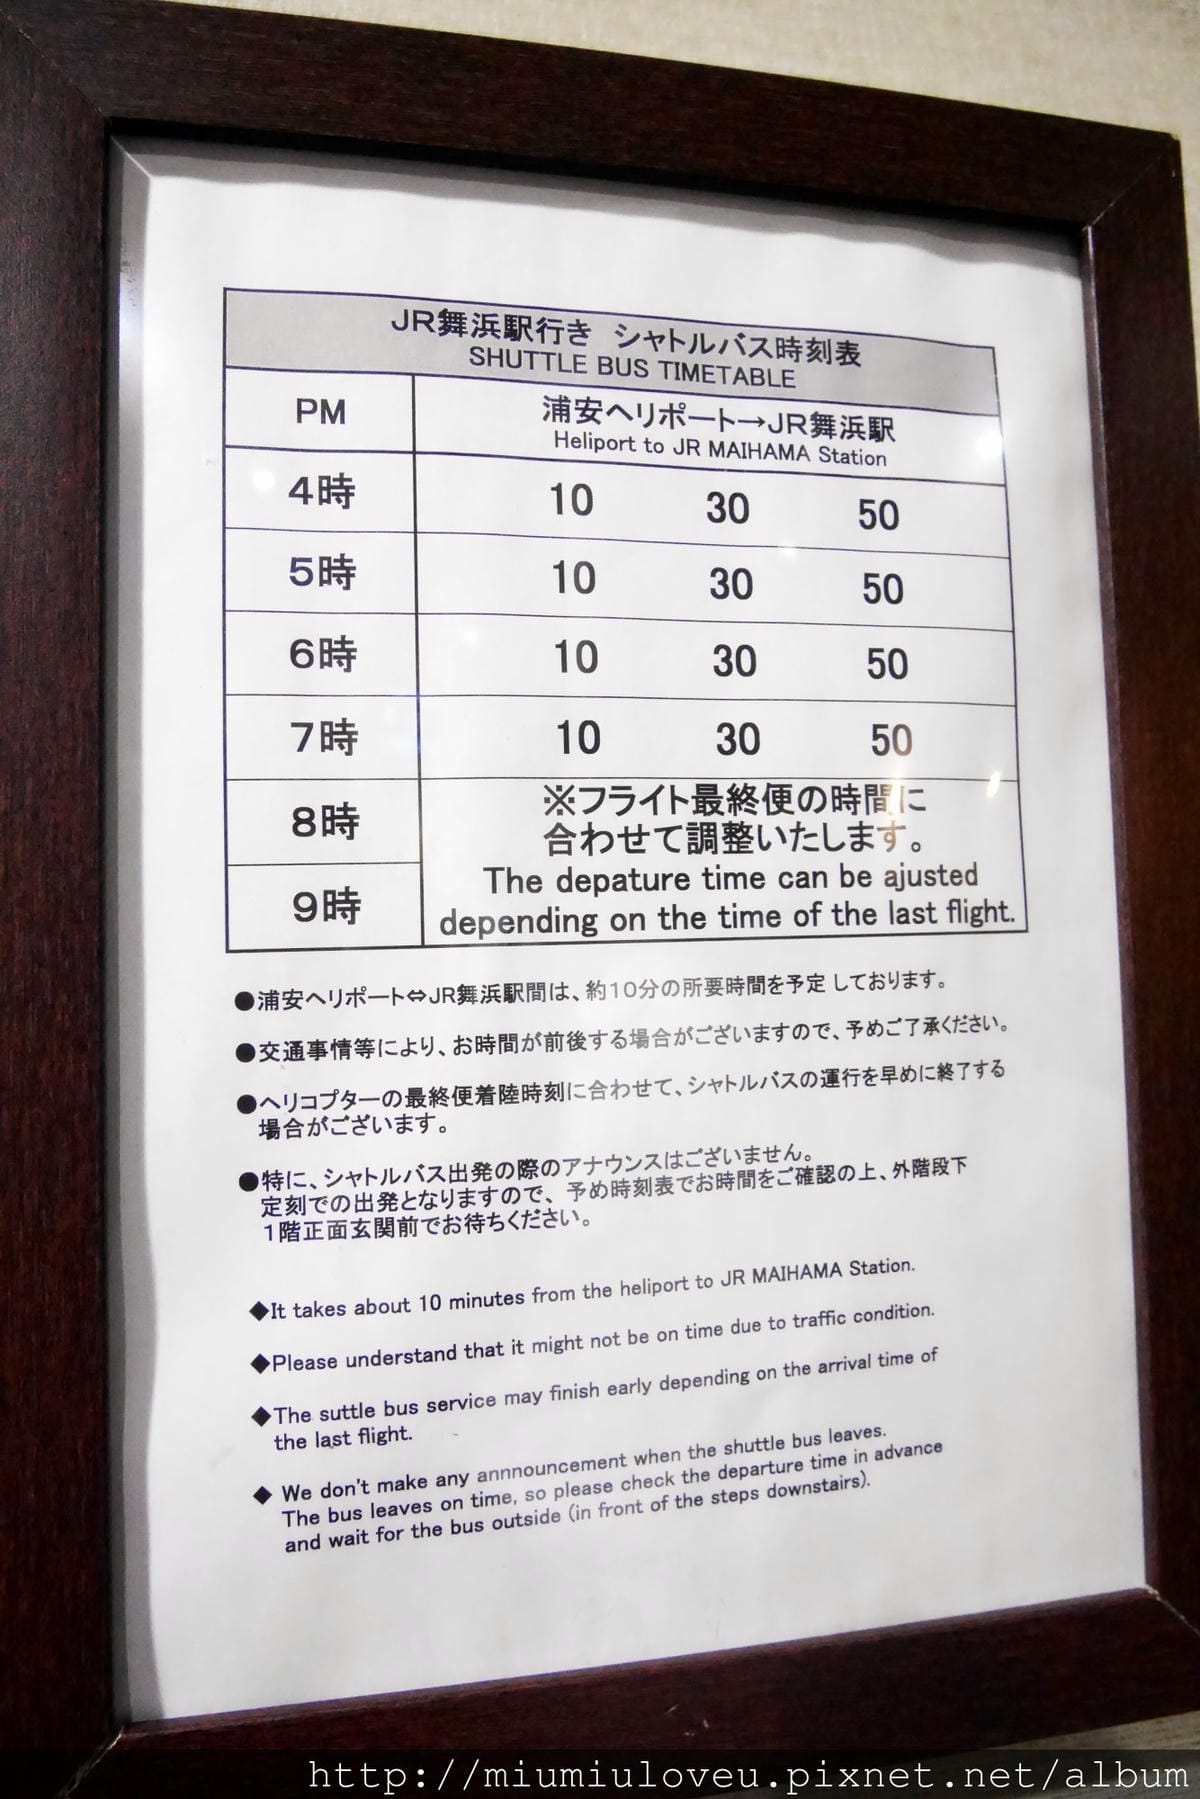 JR舞浜駅行き シャトルバス時刻表
SHUTTLE BUS TIMETABLE
PM
浦安ヘリポート→JR舞浜駅
Heliport to JR MAIHAMA Station
4時 10 30 50
5時 10 30 50
6時 10 30 50
7時 10 30 50
8時
9時
※フライト最終便の時間に
合わせて調整いたします。
The depature time can be ajusted
depending on the time of the last flight.
●浦安ヘリポート⇔JR舞浜駅間は、約10分の所要時間を予定しております。
●交通事情等により、お時間が前後する場合がございますので、予めご了承ください。
●ヘリコプターの最終便着陸時刻に合わせて、シャトルバスの運行を早めに終了する
場合がございます。
●特に、シャトルバス出発の際のアナウンスはございません。
定刻での出発となりますので、予め時刻表でお時間をご確認の上、外階段下
1階正面玄関前でお待ちください。
◆It takes about 10 minutes from the heliport to JR MAIHAMA Station.
◆Please understand that it might not be on time due to traffic condition.
◆The suttle bus service may finish early depending on the arrival time of
the last flight.
◆ We don't make any annnouncement when the shuttle bus leaves.
The bus leaves on time, so please check the departure time in advance
and wait for the bus outside (in front of the steps downstairs).
http://miumiuloveu.pixnet.net/album